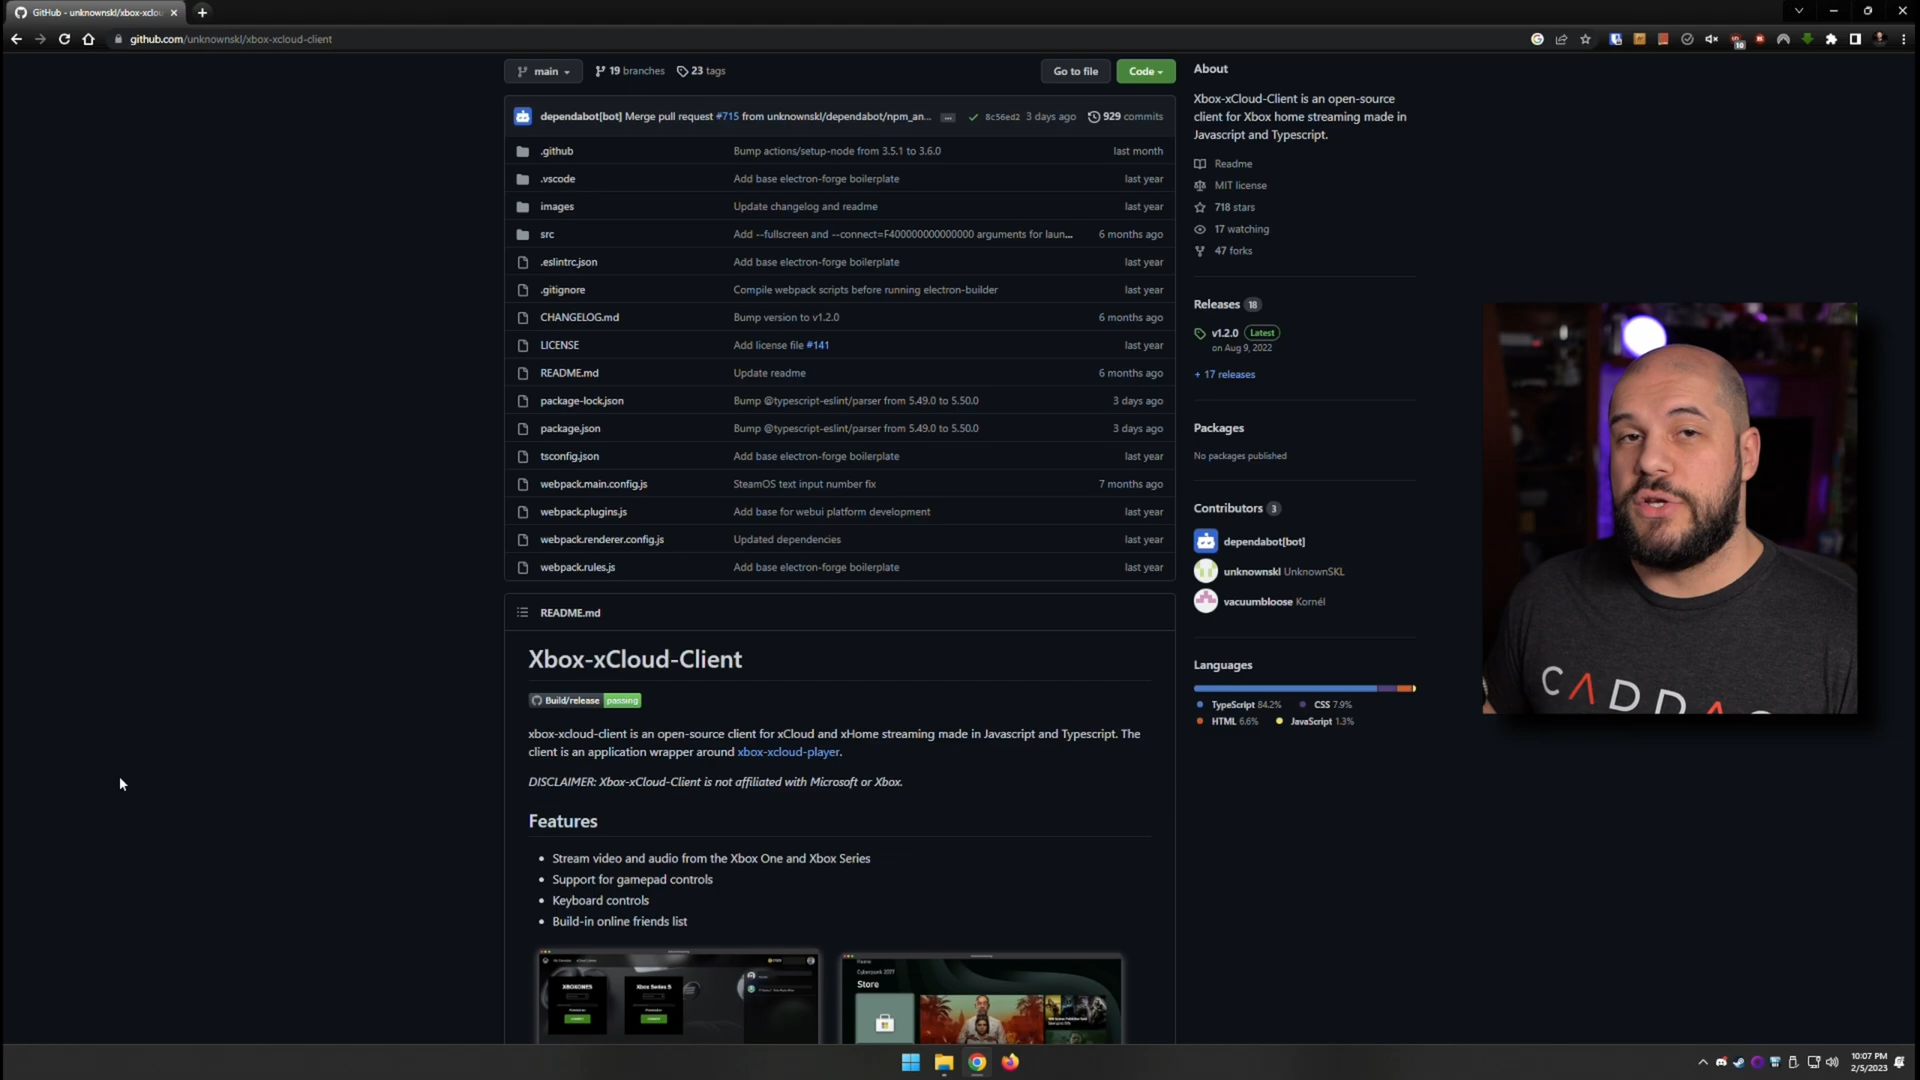 GitHub - unknownskl/xbox-xclou
github.com/unknownskl/xbox-xcloud-client
10
main
19 branches
23 tags
Go to file
Code
dependabot[bot] Merge pull request #715 from unknownskl/dependabot/npm_an... ... 8c56ed2 3 days ago 929 commits
.github Bump actions/setup-node from 3.5.1 to 3.6.0 last month
.vscode Add base electron-forge boilerplate last year
images Update changelog and readme last year
src Add --fullscreen and --connect=F400000000000000 arguments for laun... 6 months ago
.eslintrc.json Add base electron-forge boilerplate last year
.gitignore Compile webpack scripts before running electron-builder last year
CHANGELOG.md Bump version to v1.2.0 6 months ago
LICENSE Add license file #141 last year
README.md Update readme 6 months ago
package-lock.json Bump @typescript-eslint/parser from 5.49.0 to 5.50.0 3 days ago
package.json Bump @typescript-eslint/parser from 5.49.0 to 5.50.0 3 days ago
tsconfig.json Add base electron-forge boilerplate last year
webpack.main.config.js SteamOS text input number fix 7 months ago
webpack.plugins.js Add base for webui platform development last year
webpack.renderer.config.js Updated dependencies last year
webpack.rules.js Add base electron-forge boilerplate last year
README.md
Xbox-xCloud-Client
Build/release passing
xbox-xcloud-client is an open-source client for xCloud and xHome streaming made in Javascript and Typescript. The
client is an application wrapper around xbox-xcloud-player.
DISCLAIMER: Xbox-xCloud-Client is not affiliated with Microsoft or Xbox.
Features
• Stream video and audio from the Xbox One and Xbox Series
• Support for gamepad controls
• Keyboard controls
• Build-in online friends list
XBOXONES
Xbox Series S
Home
Cyberpunk 2077
Store
About
Xbox-xCloud-Client is an open-source
client for Xbox home streaming made in
Javascript and Typescript.
Readme
MIT license
718 stars
17 watching
47 forks
Releases 18
v1.2.0 Latest
on Aug 9, 2022
+ 17 releases
Packages
No packages published
Contributors 3
dependabot[bot]
unknownskl UnknownSKL
vacuumbloose Kornél
Languages
TypeScript 84.2% CSS 7.9%
HTML 6.6% JavaScript 1.3%
10:07 PM
2/5/2023